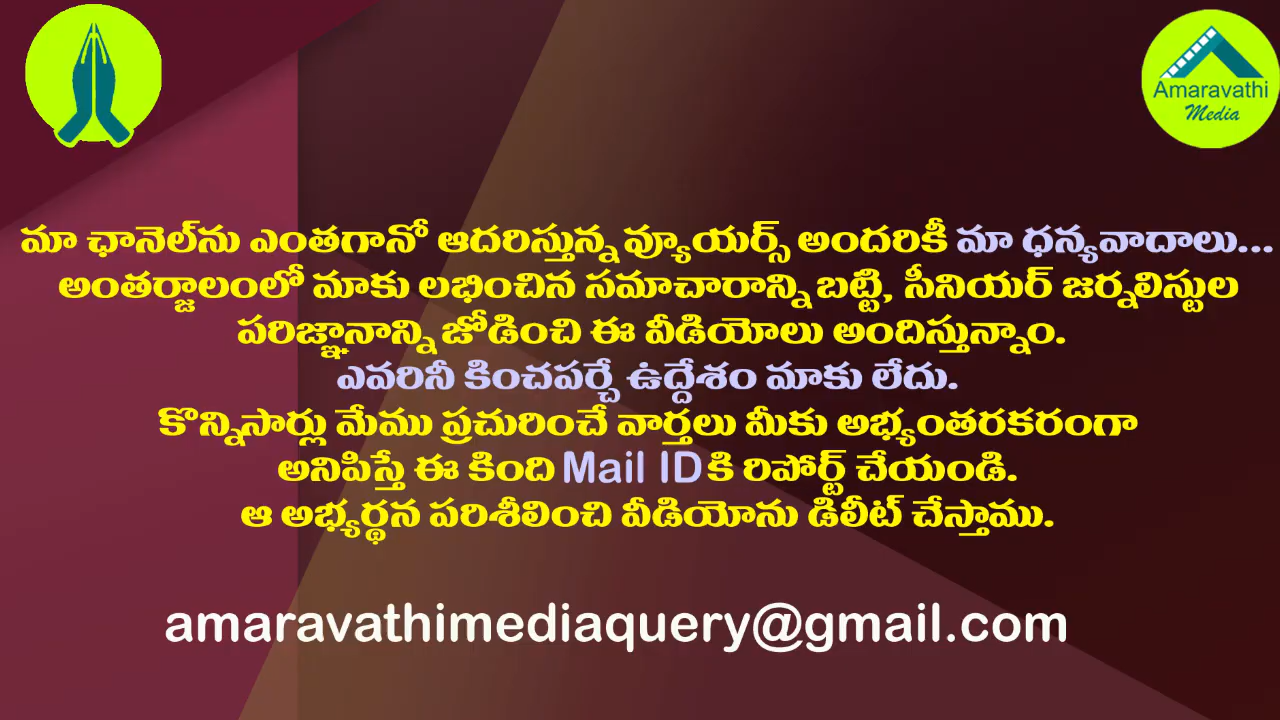 Amaravathi
Media
మా ఛానెల్‌ను ఎంతగానో ఆదరిస్తున్న వ్యూయర్స్ అందరికీ మా ధన్యవాదాలు...
అంతర్జాలంలో మాకు లభించిన సమాచారాన్ని బట్టి, సీనియర్ జర్నలిస్టుల
పరిజ్ఞానాన్ని జోడించి ఈ వీడియోలు అందిస్తున్నాం.
ఎవరినీ కించపర్చే ఉద్దేశం మాకు లేదు.
కొన్నిసార్లు మేము ప్రచురించే వార్తలు మీకు అభ్యంతరకరంగా
అనిపిస్తే ఈ కింది Mail ID కి రిపోర్ట్ చేయండి.
ఆ అభ్యర్థన పరిశీలించి వీడియోను డిలీట్ చేస్తాము.
amaravathimediaquery@gmail.com